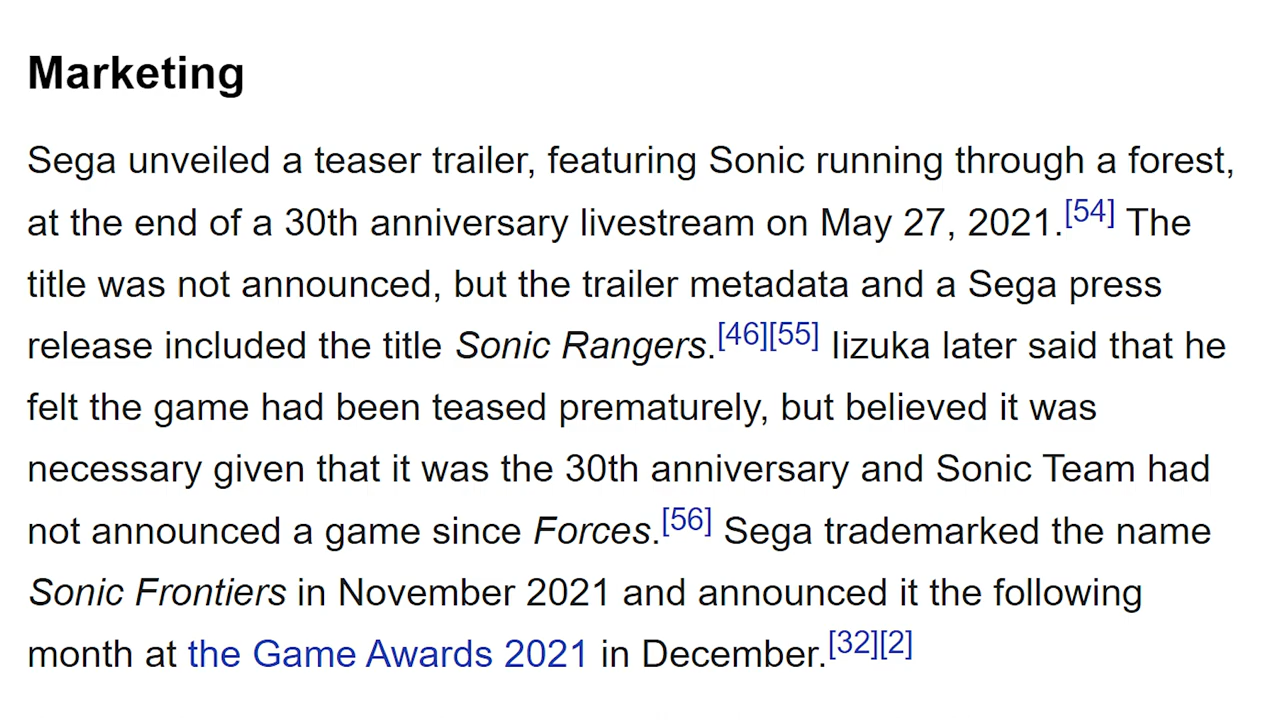 Marketing
Sega unveiled a teaser trailer, featuring Sonic running through a forest,
at the end of a 30th anniversary livestream on May 27, 2021.[54] The
title was not announced, but the trailer metadata and a Sega press
release included the title Sonic Rangers.[46][55] Iizuka later said that he
felt the game had been teased prematurely, but believed it was
necessary given that it was the 30th anniversary and Sonic Team had
not announced a game since Forces.[56] Sega trademarked the name
Sonic Frontiers in November 2021 and announced it the following
month at the Game Awards 2021 in December.[32][2]